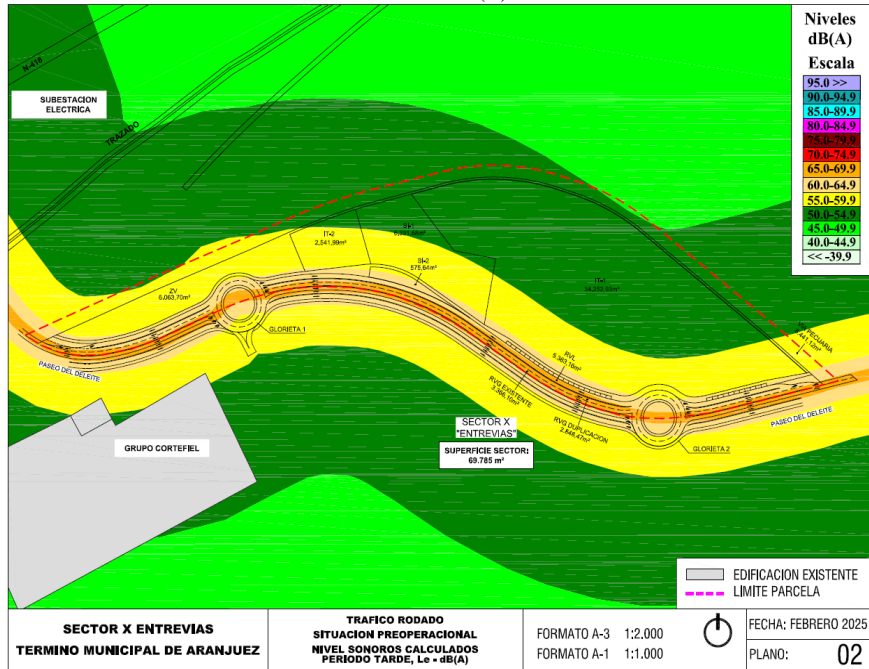 Niveles
dB(A)
Escala
95.0 >>
90.0-94.9
85.0-89.9
80.0-84.9
75.0-79.9
70.0-74.9
65.0-69.9
60.0-64.9
55.0-59.9
50.0-54.9
45.0-49.9
40.0-44.9
<< -39.9
N-416
SUBESTACION
ELECTRICA
TRAZADO
IT-2
2,541,99m²
SI-2
575,64m²
IT-1
ZV
6,063,70m²
GLORIETA 1
PASEO DEL DELEITE
RVL
5,363,16m²
RVG EXISTENTE
RVG DUPLICACION
2,648,47m²
PECUARIA
PASEO DEL DELEITE
GLORIETA 2
SECTOR X
"ENTREVIAS"
SUPERFICIE SECTOR:
69.785 m²
GRUPO CORTEFIEL
EDIFICACION EXISTENTE
LIMITE PARCELA
SECTOR X ENTREVIAS
TERMINO MUNICIPAL DE ARANJUEZ
TRAFICO RODADO
SITUACION PREOPERACIONAL
NIVEL SONOROS CALCULADOS
PERIODO TARDE, Le - dB(A)
FORMATO A-3 1:2.000
FORMATO A-1 1:1.000
FECHA: FEBRERO 2025
PLANO: 02